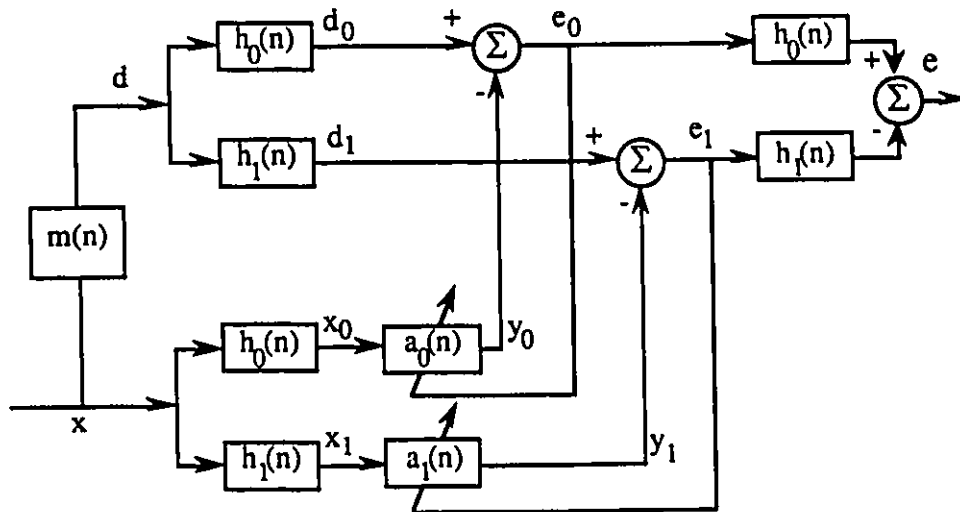 d₀ + Σ e₀
h₀(n) h₀(n)
d - + e
Σ
h₁(n) d₁ + Σ e₁ h₁(n) -
-
m(n)
h₀(n) x₀ a₀(n) y₀
x
h₁(n) x₁ a₁(n) y₁